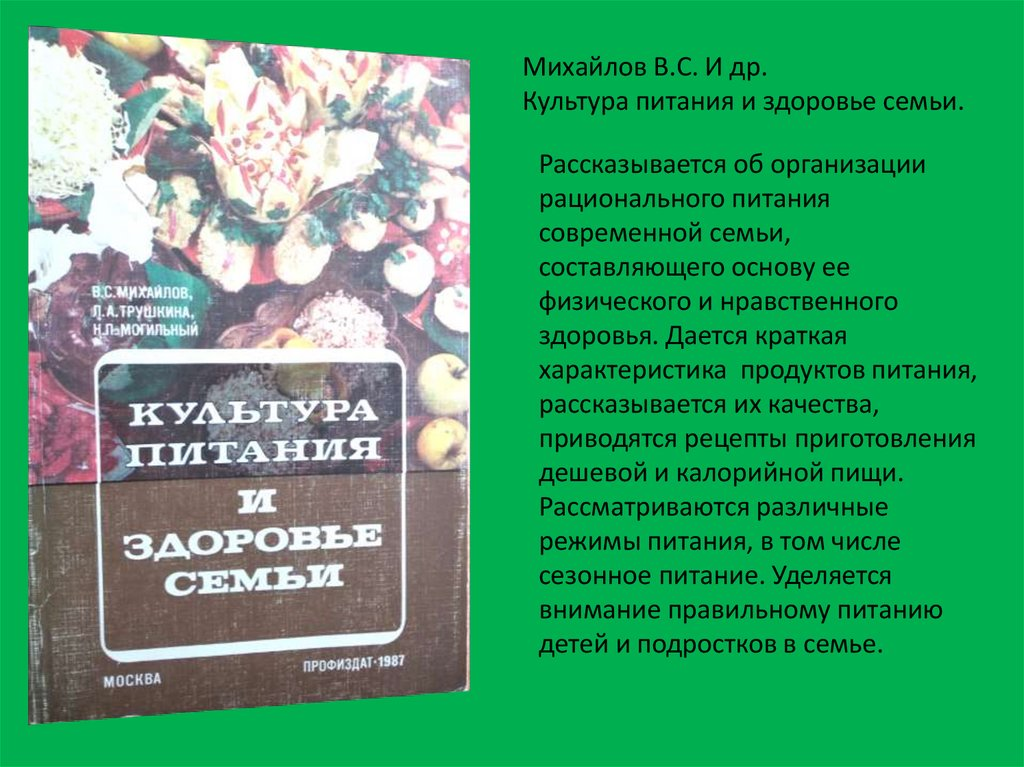 В.С.МИХАЙЛОВ,
Л.А.ТРУШКИНА,
Н.П.МОГИЛЬНЫЙ
КУЛЬТУРА
ПИТАНИЯ
И
ЗДОРОВЬЕ
СЕМЬИ
МОСКВА
ПРОФИЗДАТ·1987
Михайлов В.С. И др.
Культура питания и здоровье семьи.
Рассказывается об организации
рационального питания
современной семьи,
составляющего основу ее
физического и нравственного
здоровья. Дается краткая
характеристика  продуктов питания,
рассказывается их качества,
приводятся рецепты приготовления
дешевой и калорийной пищи.
Рассматриваются различные
режимы питания, в том числе
сезонное питание. Уделяется
внимание правильному питанию
детей и подростков в семье.